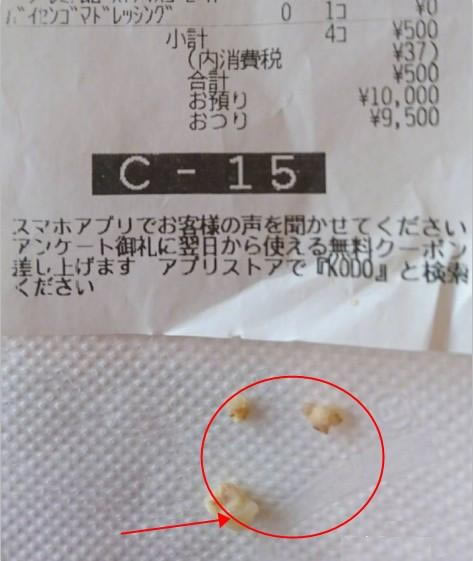 バイセンゴマドレッシング 0 1コ ¥0
小計 4コ ¥500
(内消費税 ¥37)
合計 ¥500
お預り ¥10,000
おつり ¥9,500
C - 15
スマホアプリでお客様の声を聞かせてください
アンケート御礼に翌日から使える無料クーポン
差し上げます アプリストアで『KODO』と検索
ください